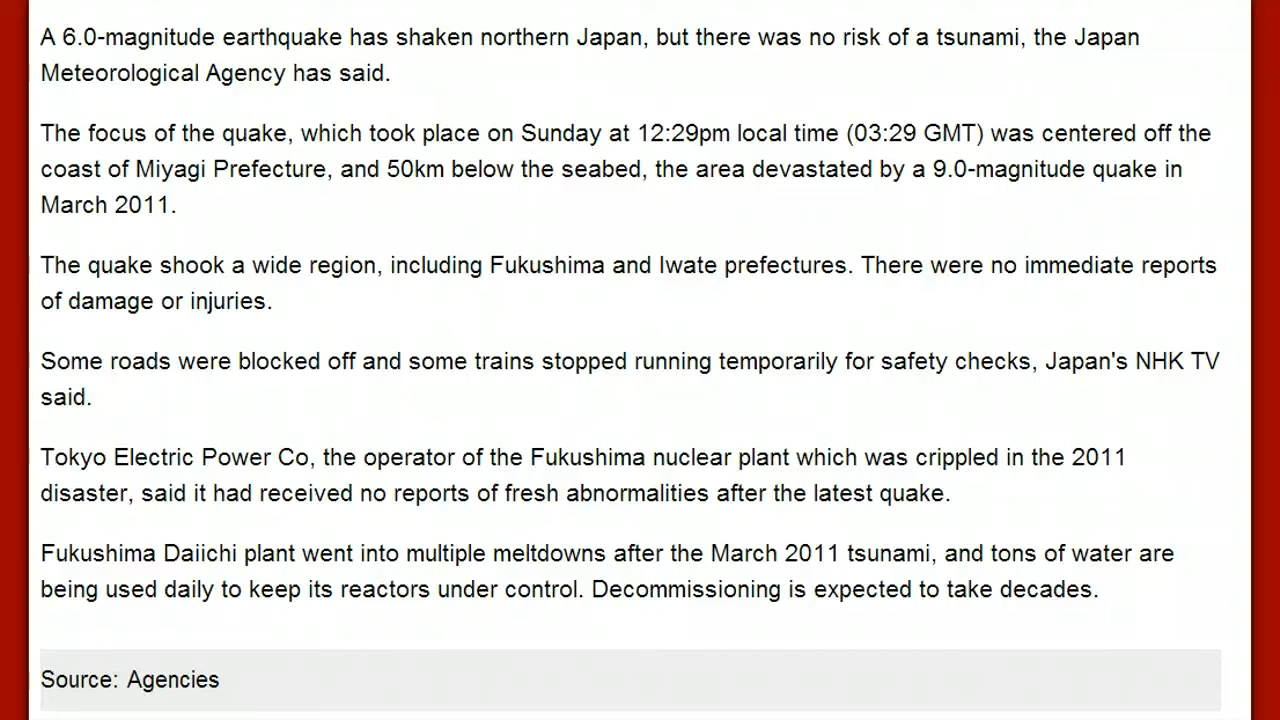 A 6.0-magnitude earthquake has shaken northern Japan, but there was no risk of a tsunami, the Japan
Meteorological Agency has said.
The focus of the quake, which took place on Sunday at 12:29pm local time (03:29 GMT) was centered off the
coast of Miyagi Prefecture, and 50km below the seabed, the area devastated by a 9.0-magnitude quake in
March 2011.
The quake shook a wide region, including Fukushima and Iwate prefectures. There were no immediate reports
of damage or injuries.
Some roads were blocked off and some trains stopped running temporarily for safety checks, Japan's NHK TV
said.
Tokyo Electric Power Co, the operator of the Fukushima nuclear plant which was crippled in the 2011
disaster, said it had received no reports of fresh abnormalities after the latest quake.
Fukushima Daiichi plant went into multiple meltdowns after the March 2011 tsunami, and tons of water are
being used daily to keep its reactors under control. Decommissioning is expected to take decades.
Source: Agencies